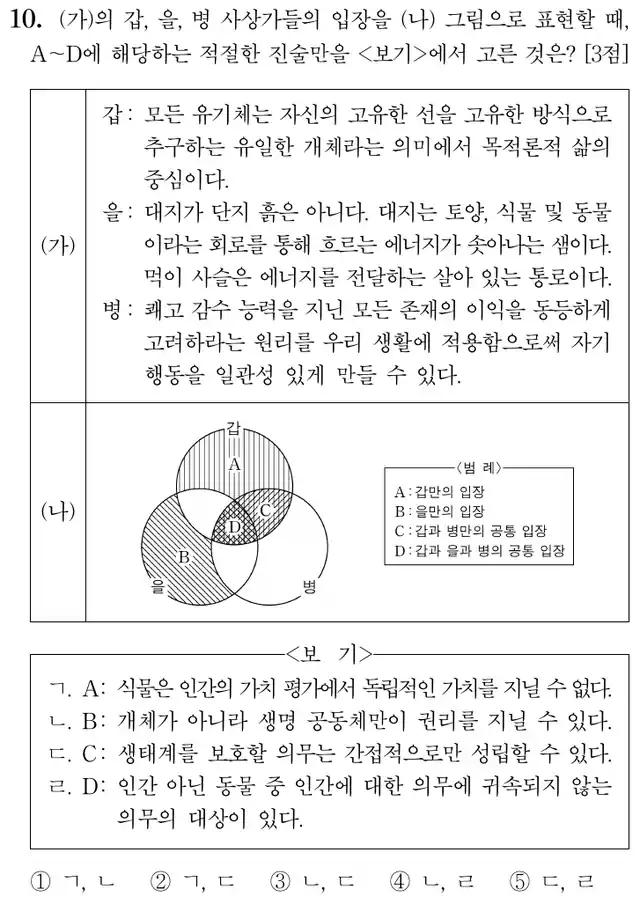 10. (가)의 갑, 을, 병 사상가들의 입장을 (나) 그림으로 표현할 때,
A~D에 해당하는 적절한 진술만을 <보기>에서 고른 것은? [3점]
(가)
갑: 모든 유기체는 자신의 고유한 선을 고유한 방식으로
추구하는 유일한 개체라는 의미에서 목적론적 삶의
중심이다.
을: 대지가 단지 흙은 아니다. 대지는 토양, 식물 및 동물
이라는 회로를 통해 흐르는 에너지가 솟아나는 샘이다.
먹이 사슬은 에너지를 전달하는 살아 있는 통로이다.
병: 쾌고 감수 능력을 지닌 모든 존재의 이익을 동등하게
고려하라는 원리를 우리 생활에 적용함으로써 자기
행동을 일관성 있게 만들 수 있다.
(나)
갑
A
C
D
B
을
병
<범 례>
A: 갑만의 입장
B: 을만의 입장
C: 갑과 병만의 공통 입장
D: 갑과 을과 병의 공통 입장
<보 기>
ㄱ. A: 식물은 인간의 가치 평가에서 독립적인 가치를 지닐 수 없다.
ㄴ. B: 개체가 아니라 생명 공동체만이 권리를 지닐 수 있다.
ㄷ. C: 생태계를 보호할 의무는 간접적으로만 성립할 수 있다.
ㄹ. D: 인간 아닌 동물 중 인간에 대한 의무에 귀속되지 않는
의무의 대상이 있다.
① ㄱ, ㄴ ② ㄱ, ㄷ ③ ㄴ, ㄷ ④ ㄴ, ㄹ ⑤ ㄷ, ㄹ